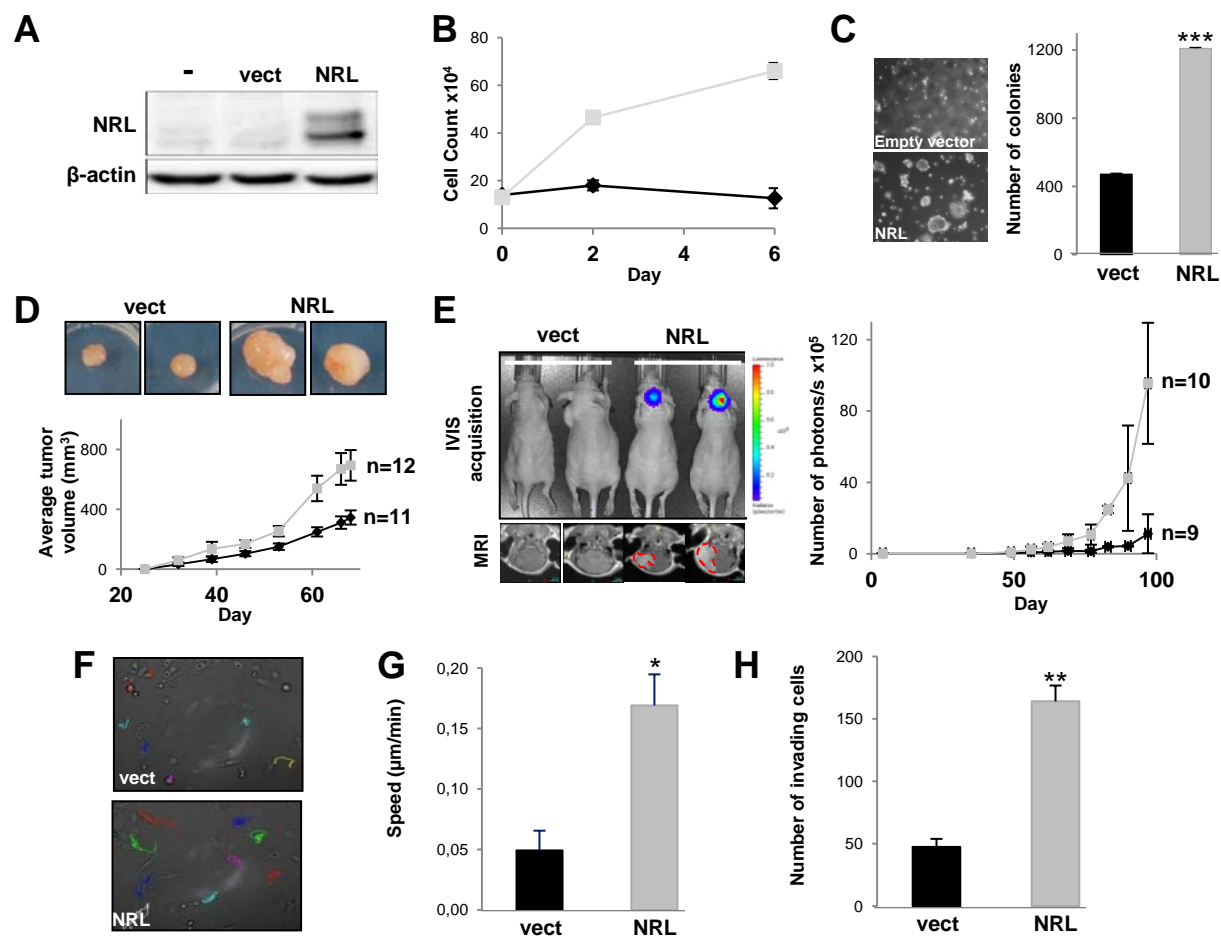 A
- vect NRL
NRL
β-actin
B
Cell Count x10⁴
80
60
40
20
0
0 2 4 6
Day
C
Empty vector
NRL
Number of colonies
1200
800
400
0
vect NRL
***
D
vect NRL
Average tumor
volume (mm³)
800
400
0
20 40 60
Day
n=12
n=11
E
vect NRL
IVIS
acquisition
Luminescence
MRI
Number of photons/s x10⁵
120
80
40
0
0 50 100
Day
n=10
n=9
F
vect
NRL
G
Speed (µm/min)
0,20
0,15
0,10
0,05
0,00
*
vect NRL
H
Number of invading cells
200
150
100
50
0
**
vect NRL